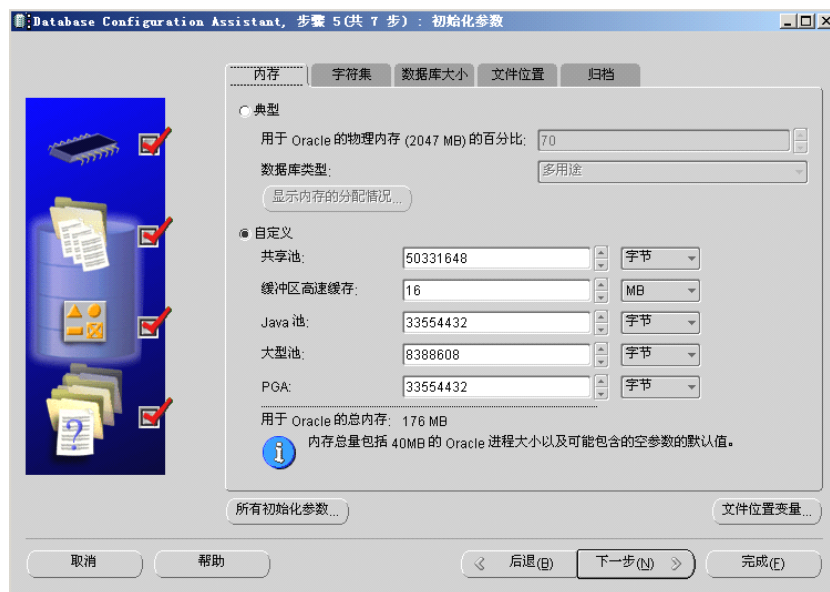 Database Configuration Assistant, 步骤 5(共 7 步) : 初始化参数
内存 字符集 数据库大小 文件位置 归档
典型
用于 Oracle 的物理内存 (2047 MB) 的百分比: 70
数据库类型: 多用途
显示内存的分配情况...
自定义
共享池: 50331648 字节
缓冲区高速缓存: 16 MB
Java 池: 33554432 字节
大型池: 8388608 字节
PGA: 33554432 字节
用于 Oracle 的总内存: 176 MB
内存总量包括 40MB 的 Oracle 进程大小以及可能包含的空参数的默认值。
所有初始化参数... 文件位置变量...
取消 帮助 后退(B) 下一步(N) 完成(F)